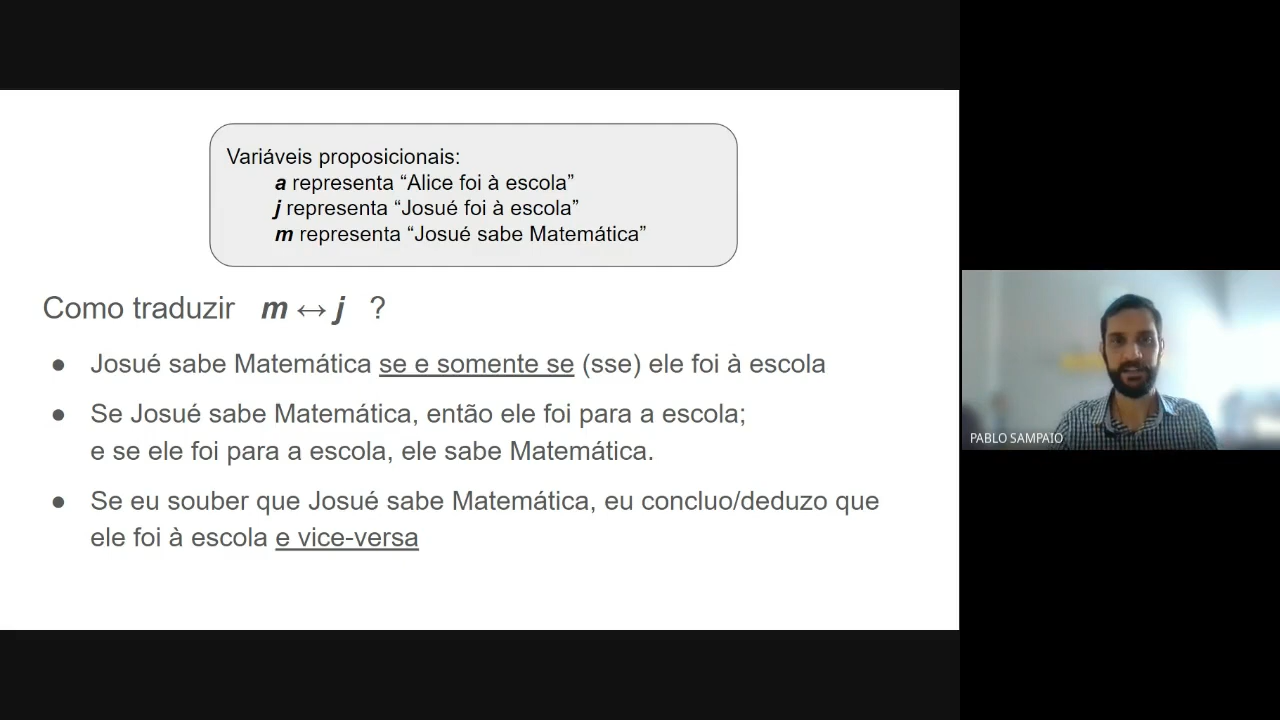 Variáveis proposicionais:
a representa “Alice foi à escola”
j representa “Josué foi à escola”
m representa “Josué sabe Matemática”
Como traduzir m ↔ j ?
● Josué sabe Matemática se e somente se (sse) ele foi à escola
● Se Josué sabe Matemática, então ele foi para a escola;
e se ele foi para a escola, ele sabe Matemática.
● Se eu souber que Josué sabe Matemática, eu concluo/deduzo que
ele foi à escola e vice-versa
PABLO SAMPAIO